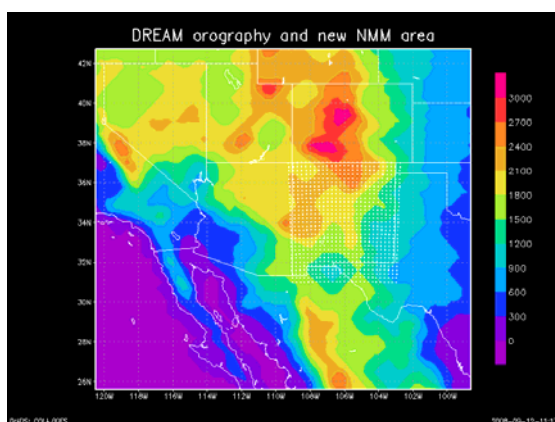 DREAM orography and new NMM area
42N
40N
38N
36N
34N
32N
30N
28N
26N
120W 118W 116W 114W 112W 110W 108W 106W 104W 102W 100W
3000
2700
2400
2100
1800
1500
1200
900
600
300
0